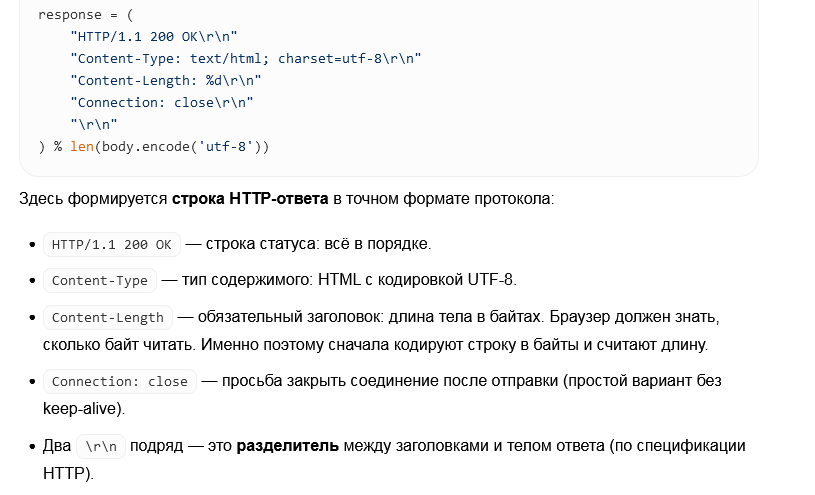 response = (
    "HTTP/1.1 200 OK\r\n"
    "Content-Type: text/html; charset=utf-8\r\n"
    "Content-Length: %d\r\n"
    "Connection: close\r\n"
    "\r\n"
) % len(body.encode('utf-8'))
Здесь формируется строка HTTP-ответа в точном формате протокола:
• HTTP/1.1 200 OK — строка статуса: всё в порядке.
• Content-Type — тип содержимого: HTML с кодировкой UTF-8.
• Content-Length — обязательный заголовок: длина тела в байтах. Браузер должен знать,
сколько байт читать. Именно поэтому сначала кодируют строку в байты и считают длину.
• Connection: close — просьба закрыть соединение после отправки (простой вариант без
keep-alive).
• Два \r\n подряд — это разделитель между заголовками и телом ответа (по спецификации
HTTP).